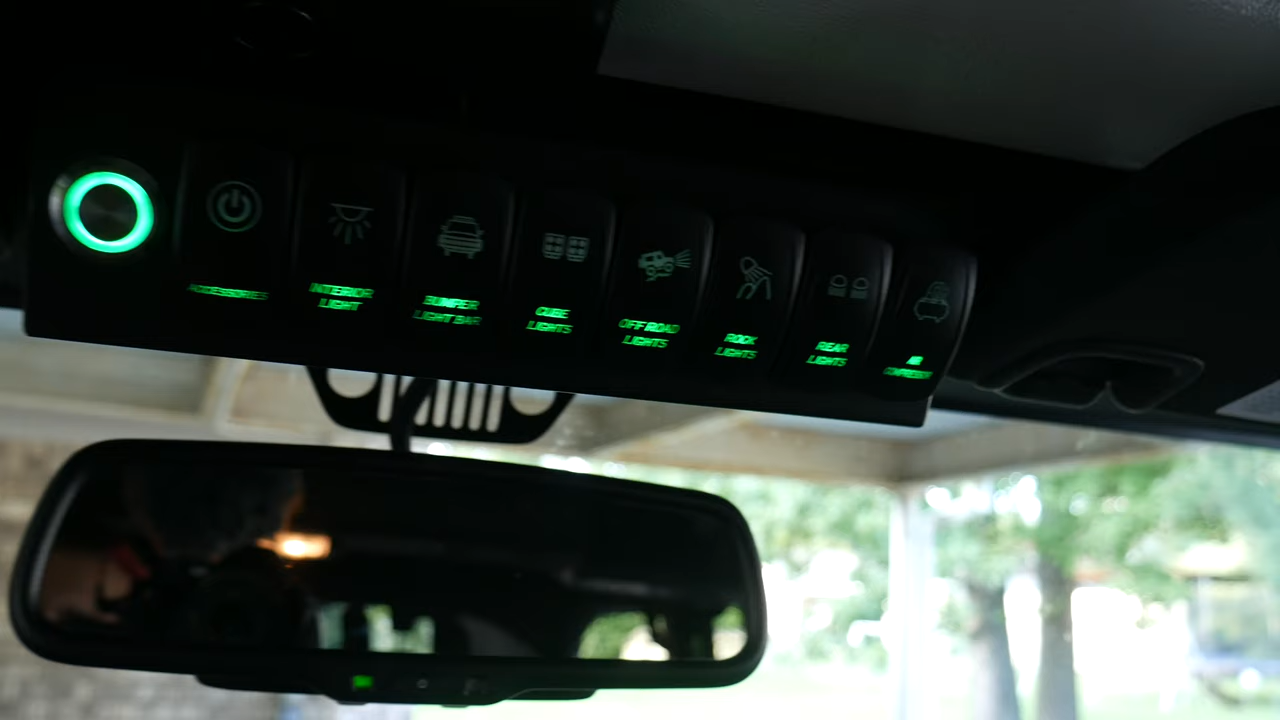 ACCESSORIES
INTERIOR
LIGHT
BUMPER
LIGHT BAR
CUBE
LIGHTS
OFF ROAD
LIGHTS
ROCK
LIGHTS
REAR
LIGHTS
AIR